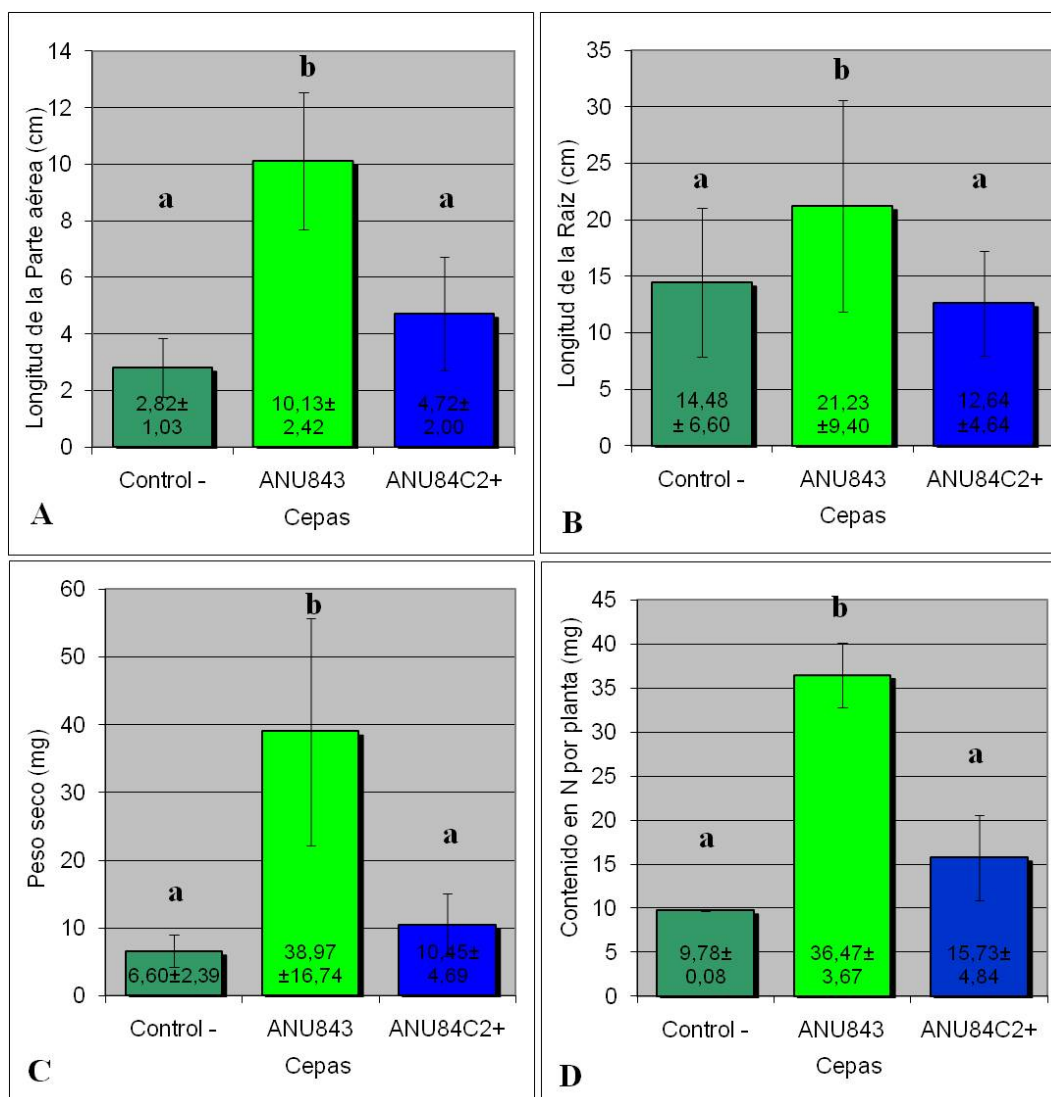 Longitud de la Parte aérea (cm)
14
12
10
8
6
4
2
0
a
b
a
2,82±
1,03
10,13±
2,42
4,72±
2,00
Control -
ANU843
ANU84C2+
Cepas
A
Longitud de la Raíz (cm)
35
30
25
20
15
10
5
0
a
b
a
14,48
± 6,60
21,23
±9,40
12,64
±4,64
Control -
ANU843
ANU84C2+
Cepas
B
Peso seco (mg)
60
50
40
30
20
10
0
a
b
a
6,60±2,39
38,97
±16,74
10,45±
4,69
Control -
ANU843
ANU84C2+
Cepas
C
Contenido en N por planta (mg)
45
40
35
30
25
20
15
10
5
0
a
b
a
9,78±
0,08
36,47±
3,67
15,73±
4,84
Control -
ANU843
ANU84C2+
Cepas
D